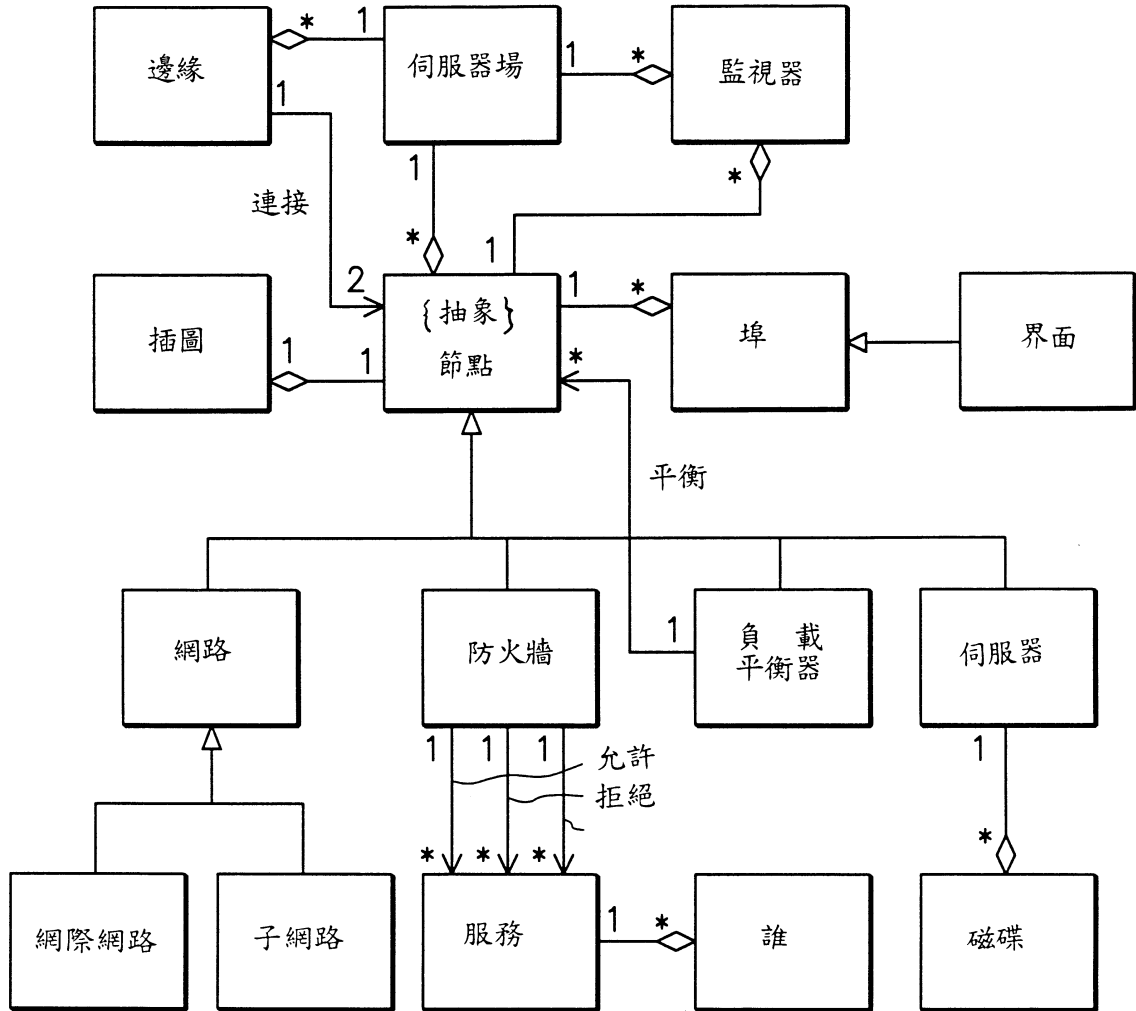 * 1
邊緣
伺服器場
1 *
監視器
1
1
*
連接
*
1
2
{抽象}
節點
1 *
埠
界面
插圖
1 1
*
平衡
網路
防火牆
1
負 載
平衡器
伺服器
1 1 1
允許
拒絕
1
* * *
*
網際網路
子網路
服務
1 *
誰
磁碟